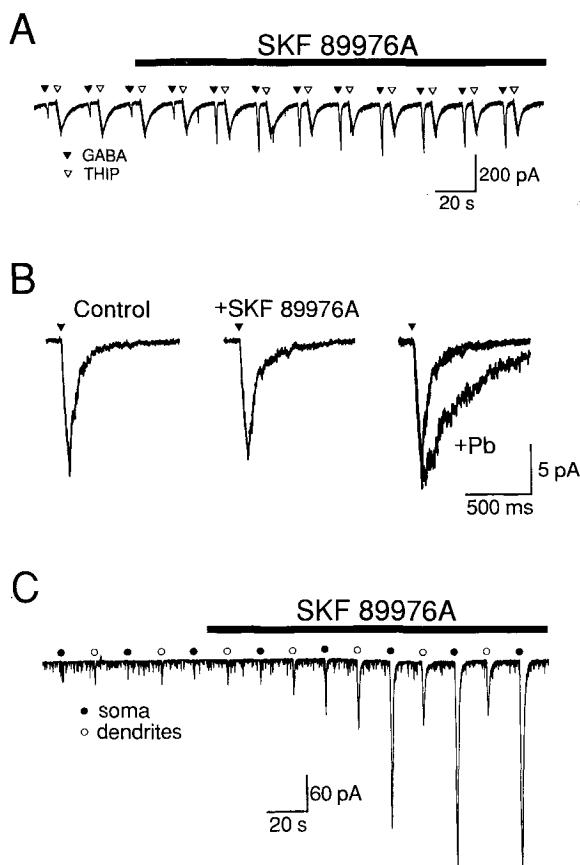 A
SKF 89976A
GABA
THIP
200 pA
20 s
B
Control
+SKF 89976A
+Pb
5 pA
500 ms
C
SKF 89976A
soma
dendrites
60 pA
20 s